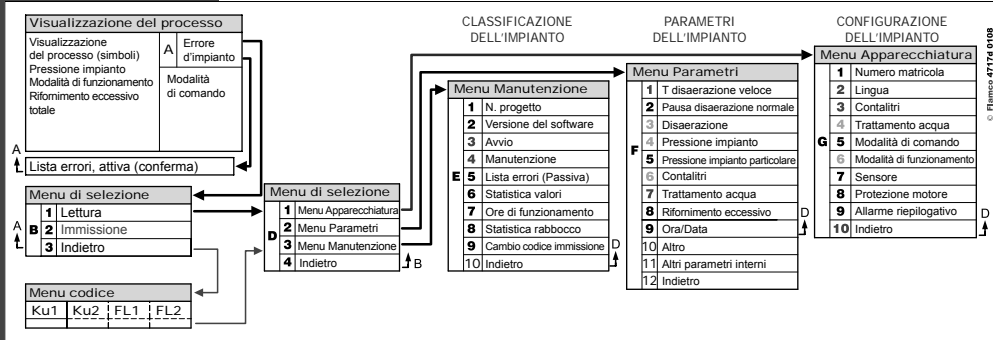 Visualizzazione del processo
Visualizzazione
del processo (simboli)
Pressione impianto
Modalità di funzionamento
Rifornimento eccessivo
totale
A
Errore
d'impianto
Modalità
di comando
A
Lista errori, attiva (conferma)
Menu di selezione
A
B
1 Lettura
2 Immissione
3 Indietro
Menu codice
Ku1 Ku2 FL1 FL2
Menu di selezione
D
1 Menu Apparecchiatura
2 Menu Parametri
3 Menu Manutenzione
4 Indietro
B
CLASSIFICAZIONE
DELL'IMPIANTO
Menu Manutenzione
E
1 N. progetto
2 Versione del software
3 Avvio
4 Manutenzione
5 Lista errori (Passiva)
6 Statistica valori
7 Ore di funzionamento
8 Statistica rabbocco
9 Cambio codice immissione
10 Indietro
D
PARAMETRI
DELL'IMPIANTO
Menu Parametri
F
1 T disaerazione veloce
2 Pausa disaerazione normale
3 Disaerazione
4 Pressione impianto
5 Pressione impianto particolare
6 Contalitri
7 Trattamento acqua
8 Rifornimento eccessivo
9 Ora/Data
10 Altro
11 Altri parametri interni
12 Indietro
D
CONFIGURAZIONE
DELL'IMPIANTO
Menu Apparecchiatura
G
1 Numero matricola
2 Lingua
3 Contalitri
4 Trattamento acqua
5 Modalità di comando
6 Modalità di funzionamento
7 Sensore
8 Protezione motore
9 Allarme riepilogativo
10 Indietro
D
© Flamco 4717d 0108